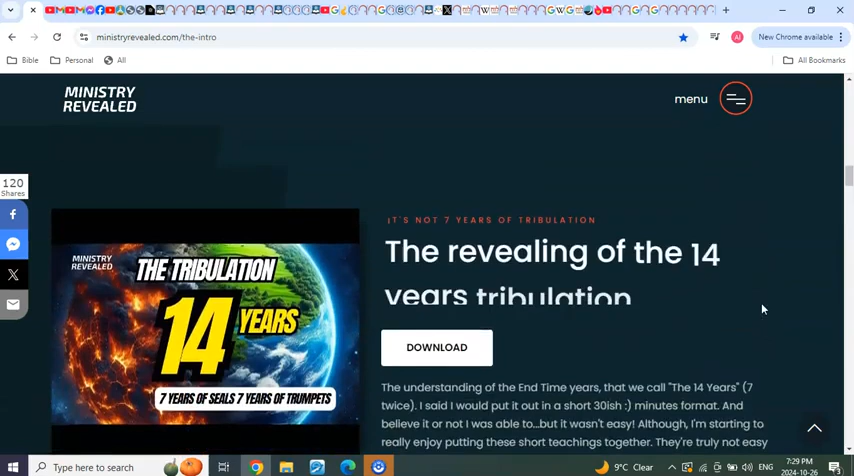 ministryrevealed.com/the-intro
New Chrome available
Bible
Personal
All
All Bookmarks
MINISTRY
REVEALED
menu
120
Shares
IT'S NOT 7 YEARS OF TRIBULATION
The revealing of the 14
years tribulation
MINISTRY
REVEALED
THE TRIBULATION
14 YEARS
7 YEARS OF SEALS 7 YEARS OF TRUMPETS
DOWNLOAD
The understanding of the End Time years, that we call "The 14 Years" (7
twice). I said I would put it out in a short 30ish :) minutes format. And
believe it or not I was able to...but it wasn't easy! Although, I'm starting to
really enjoy putting these short teachings together. They're truly not easy
Type here to search
9°C Clear
ENG
7:29 PM
2024-10-26